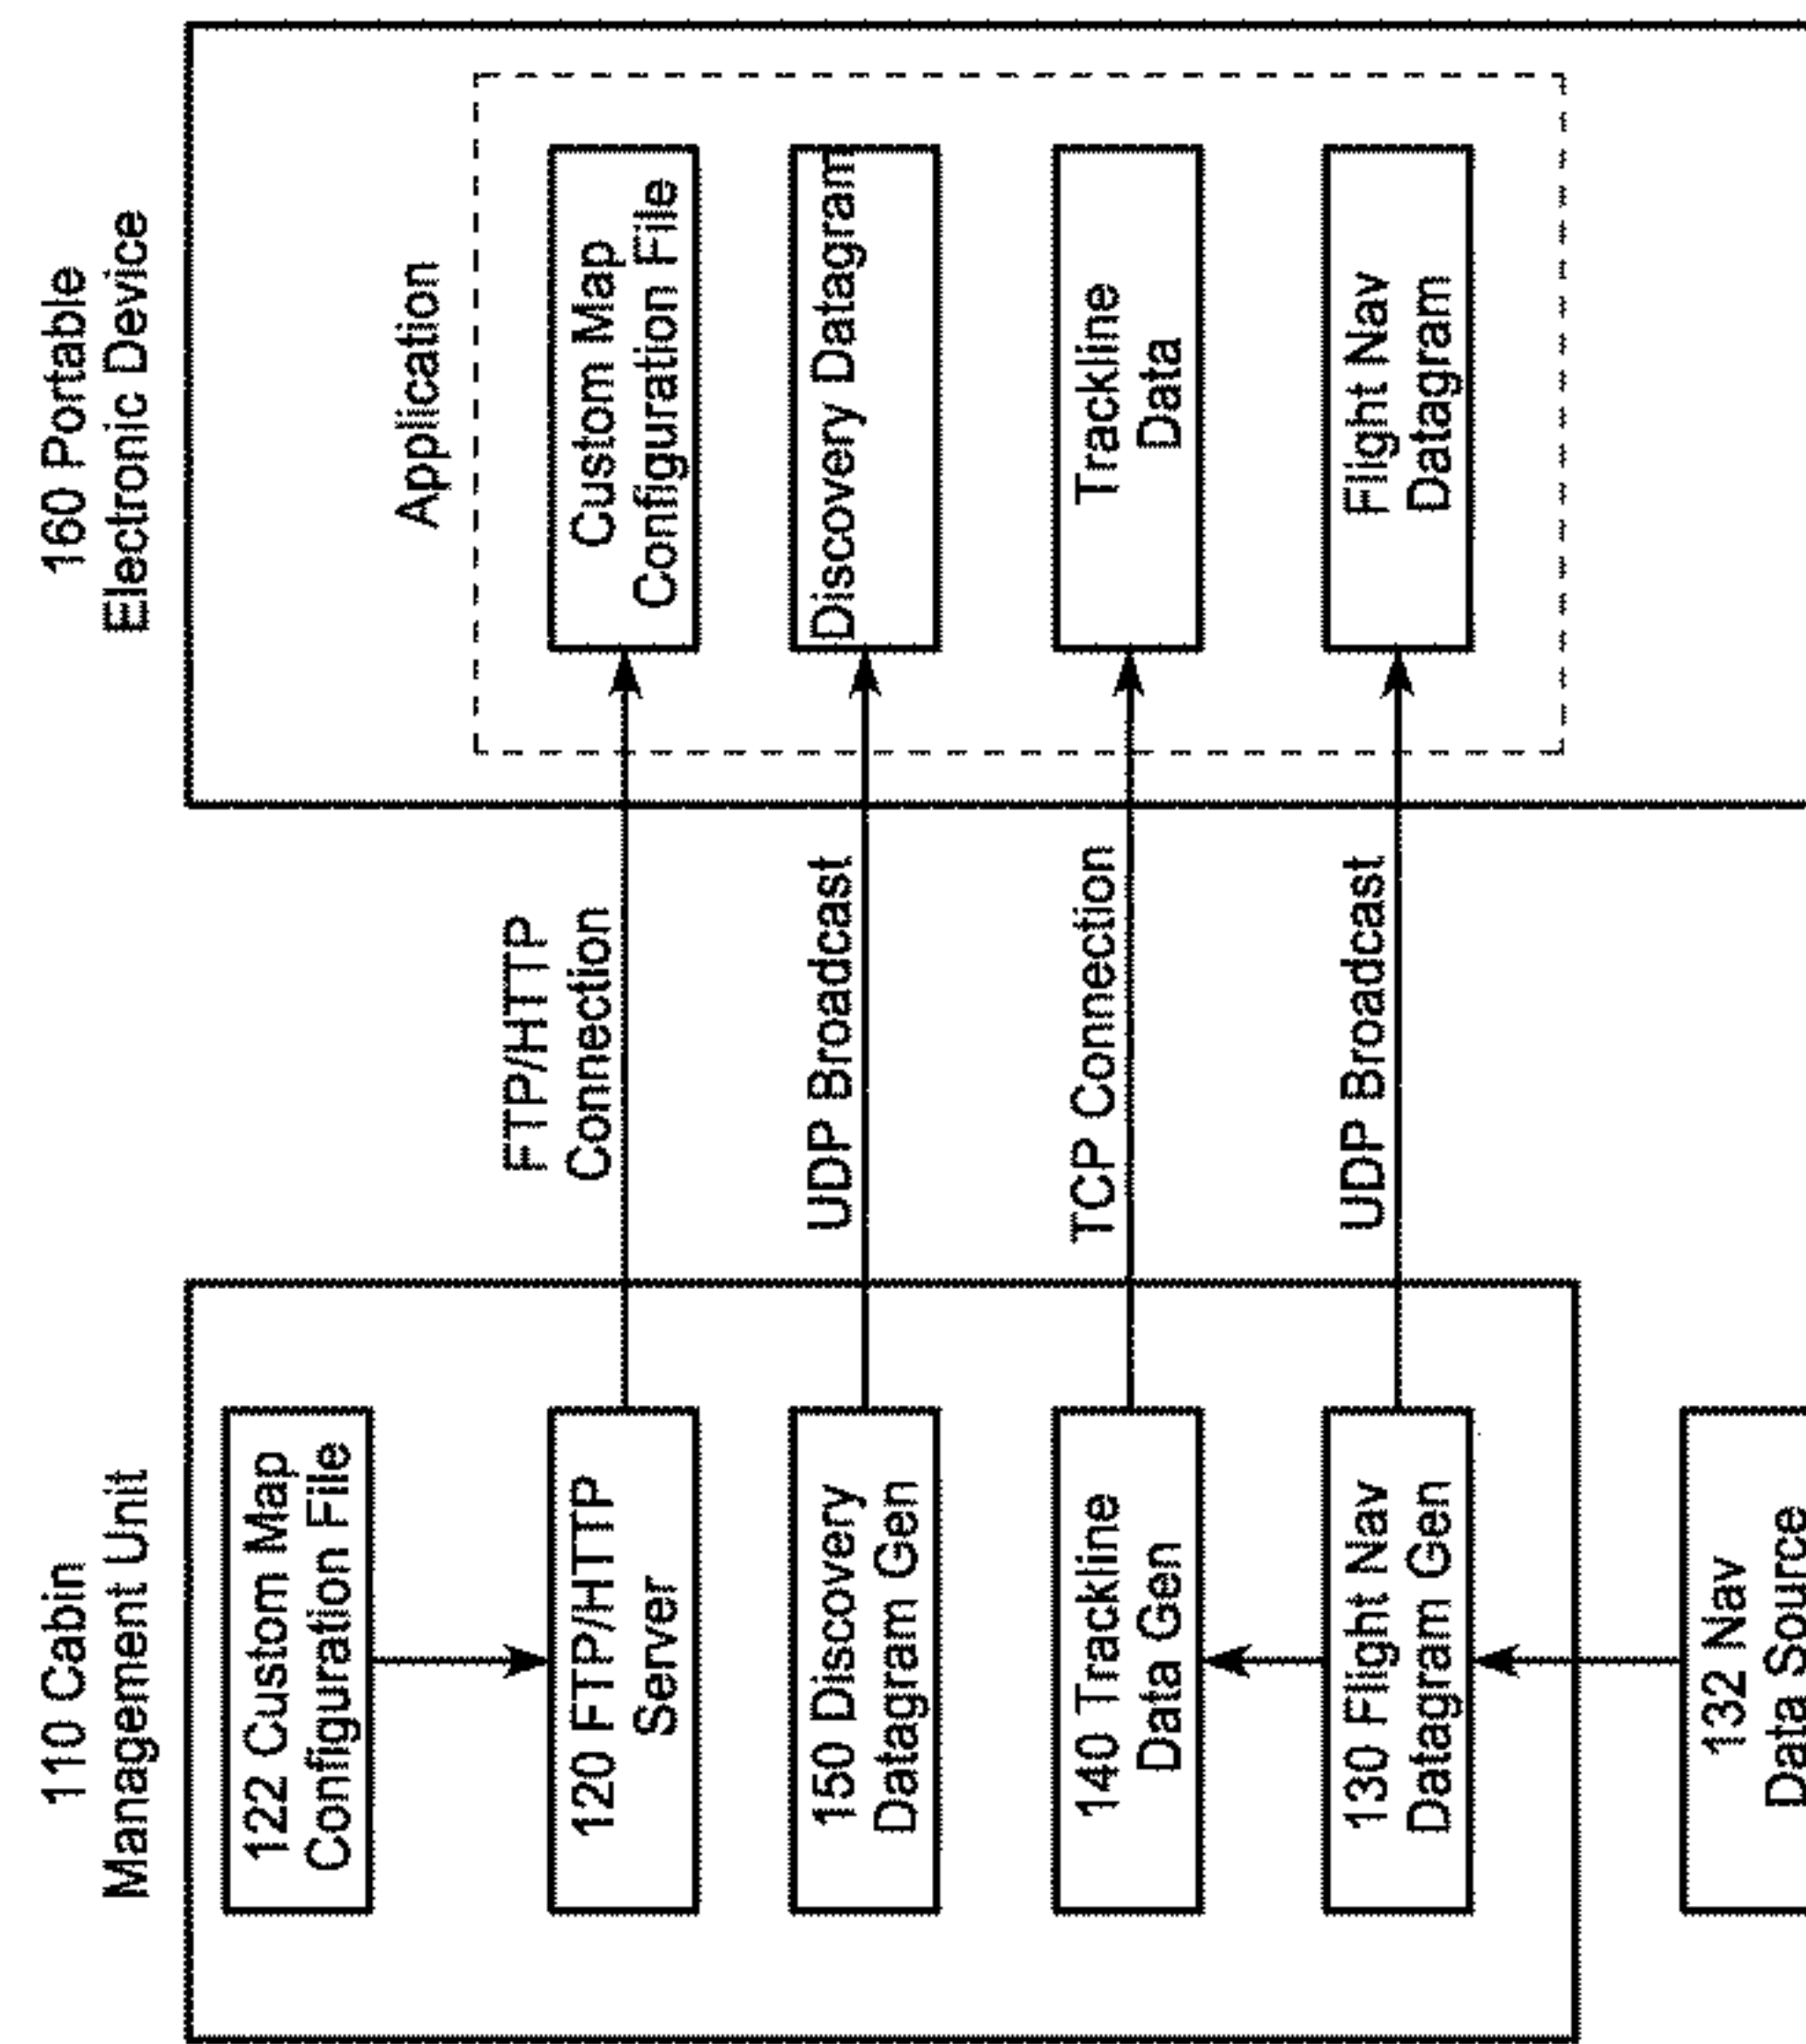 110 Cabin
Management Unit
122 Custom Map
Configuration File
120 FTP/HTTP
Server
150 Discovery
Datagram Gen
140 Trackline
Data Gen
130 Flight Nav
Datagram Gen
132 Nav
Data Source
FTP/HTTP
Connection
UDP Broadcast
TCP Connection
UDP Broadcast
160 Portable
Electronic Device
Application
Custom Map
Configuration File
Discovery Datagram
Trackline
Data
Flight Nav
Datagram